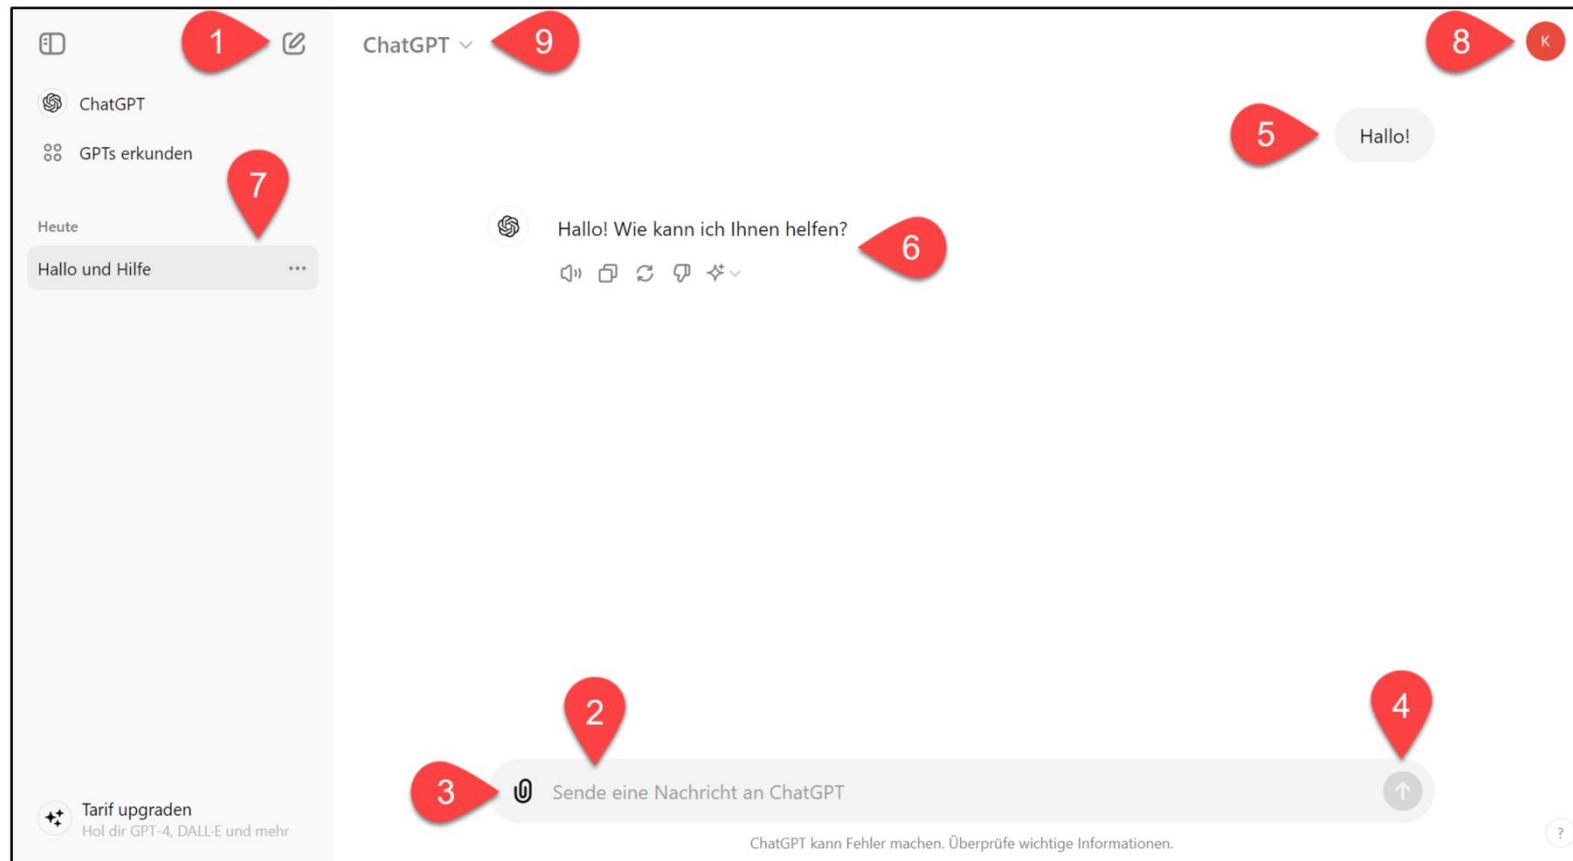 1
ChatGPT
9
8
K
ChatGPT
GPTs erkunden
5
Hallo!
7
Heute
Hallo! Wie kann ich Ihnen helfen?
6
Hallo und Hilfe
2
4
3
Sende eine Nachricht an ChatGPT
Tarif upgraden
Hol dir GPT-4, DALL·E und mehr
ChatGPT kann Fehler machen. Überprüfe wichtige Informationen.
?